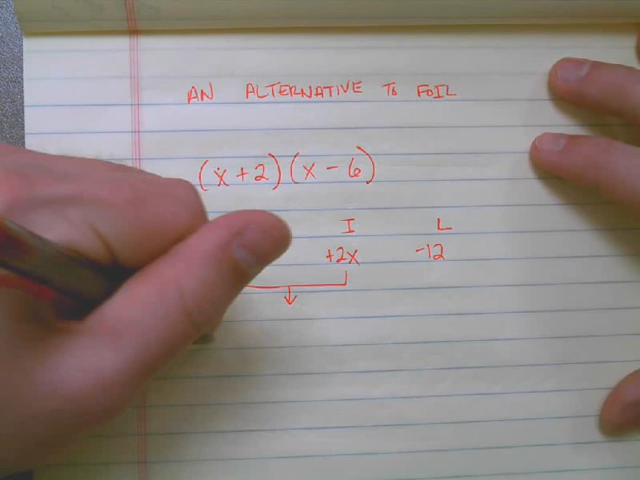 AN ALTERNATIVE TO FOIL
(x + 2)(x - 6)
I L
+2x -12